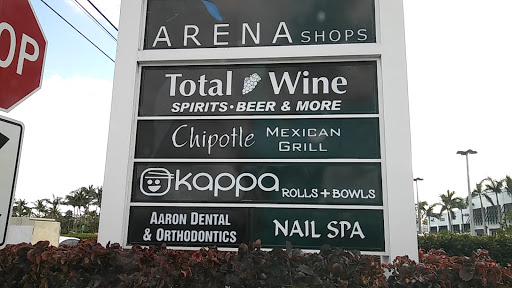 OP
ARENA SHOPS
Total Wine
SPIRITS • BEER & MORE
Chipotle MEXICAN GRILL
kappa ROLLS + BOWLS
AARON DENTAL
& ORTHODONTICS
NAIL SPA